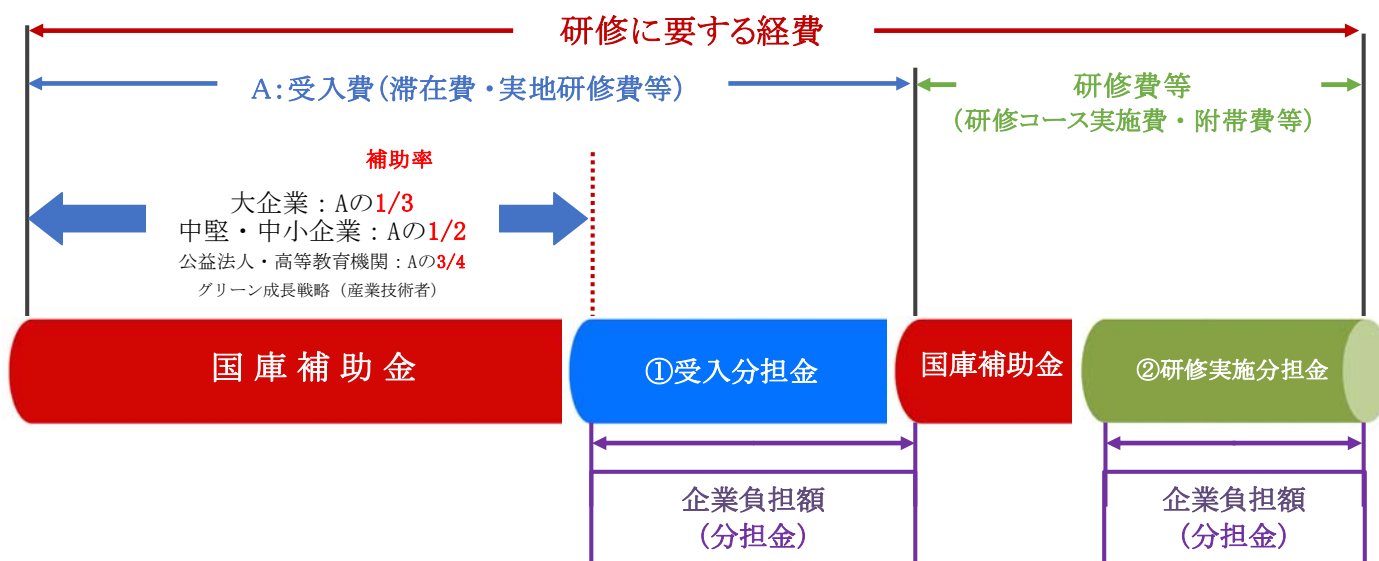 研修に要する経費
A:受入費(滞在費・実地研修費等)
研修費等
(研修コース実施費・附帯費等)
補助率
大企業：Aの1/3
中堅・中小企業：Aの1/2
公益法人・高等教育機関：Aの3/4
グリーン成長戦略（産業技術者）
国庫補助金
①受入分担金
国庫補助金
②研修実施分担金
企業負担額
(分担金)
企業負担額
(分担金)